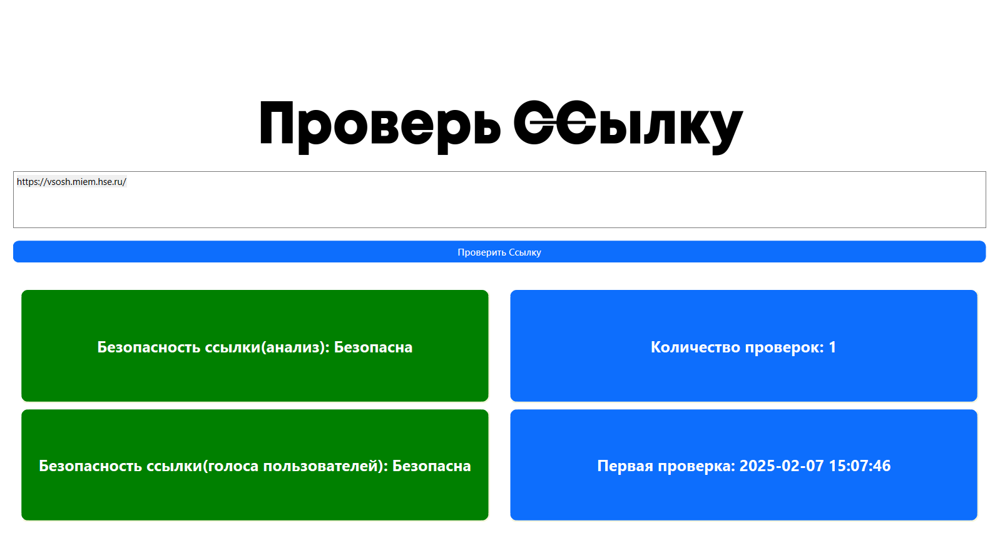 Проверь ССылку
https://vsosh.miem.hse.ru/
Проверить Ссылку
Безопасность ссылки(анализ): Безопасна
Количество проверок: 1
Безопасность ссылки(голоса пользователей): Безопасна
Первая проверка: 2025-02-07 15:07:46